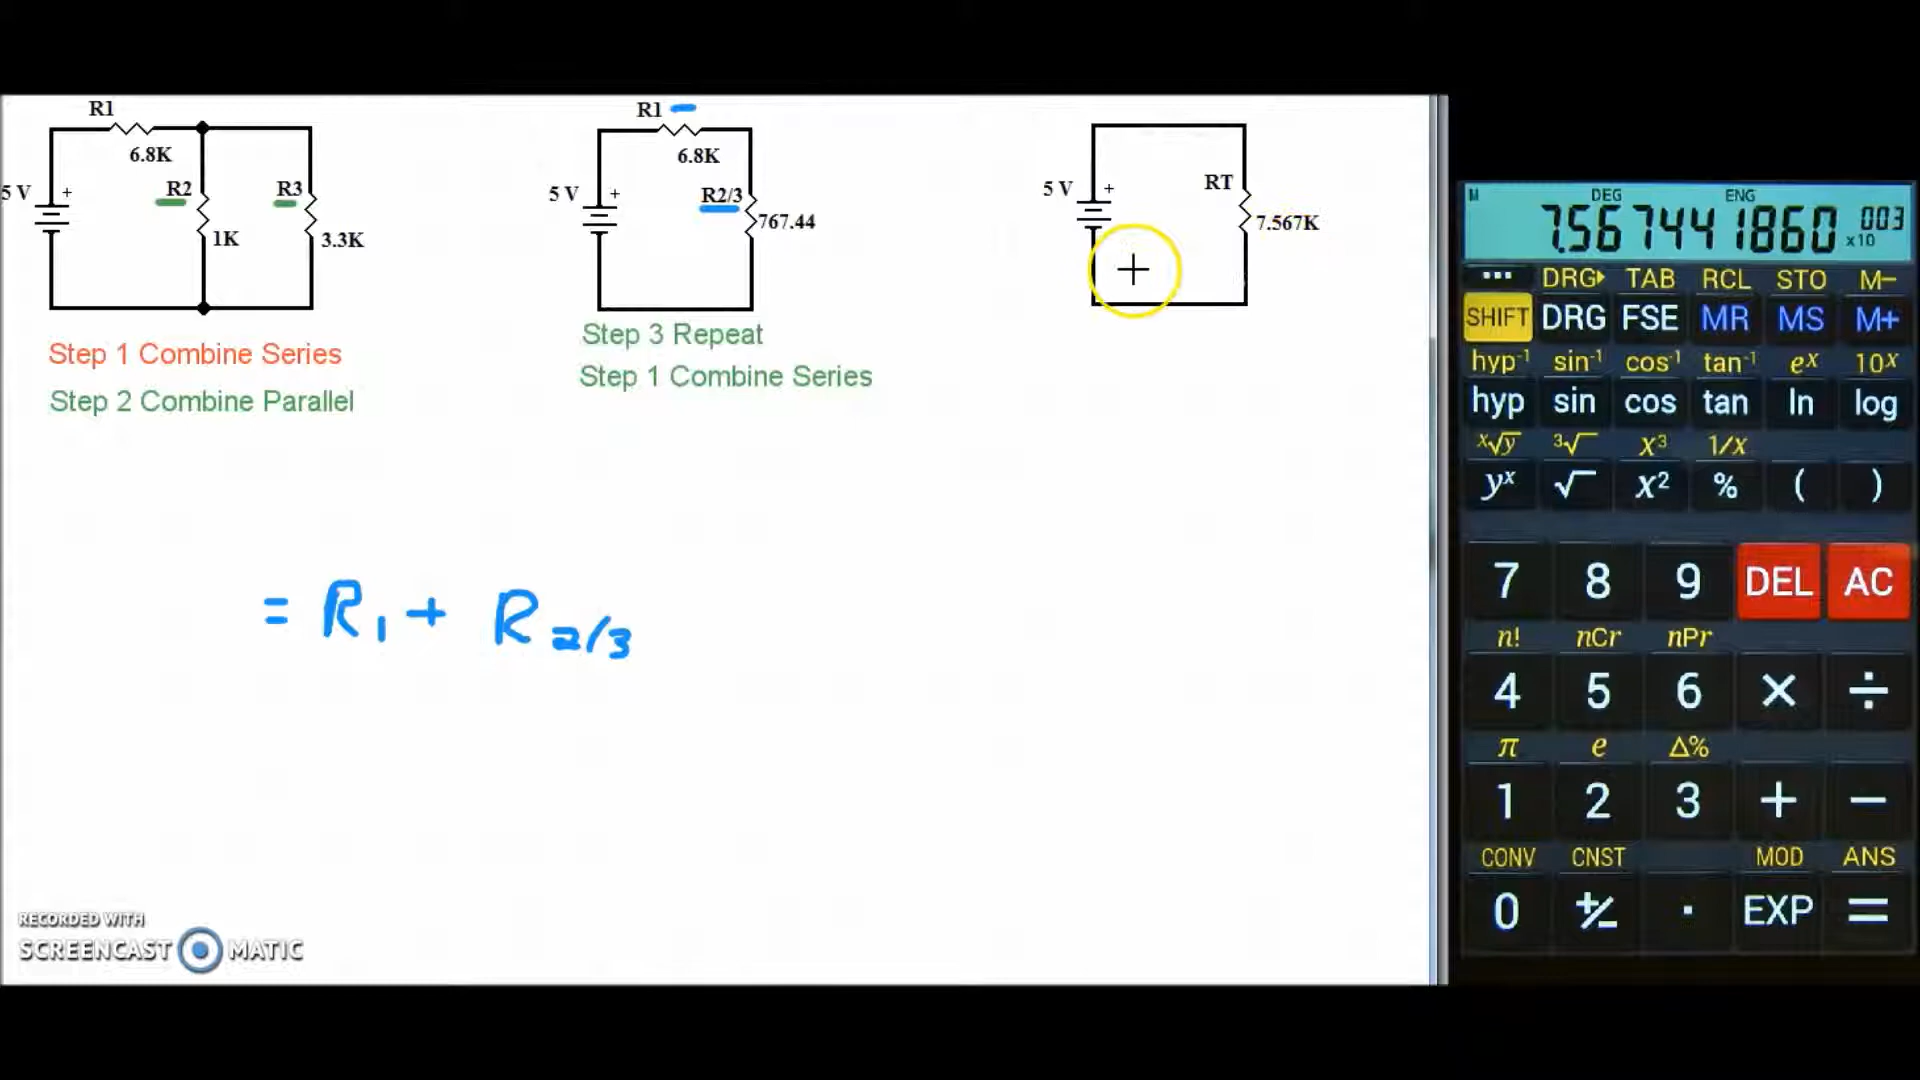 R1
6.8K
5 V
+
R2
R3
1K
3.3K
Step 1 Combine Series
Step 2 Combine Parallel
R1
6.8K
5 V
+
R2/3
767.44
Step 3 Repeat
Step 1 Combine Series
5 V
+
RT
7.567K
= R1 + R2/3
RECORDED WITH
SCREENCAST MATIC
M DEG ENG
7.567441860 x10 003
... DRG▸ TAB RCL STO M−
SHIFT DRG FSE MR MS M+
hyp⁻¹ sin⁻¹ cos⁻¹ tan⁻¹ eˣ 10ˣ
hyp sin cos tan ln log
ˣ√y ³√ x³ 1/x
yˣ √ x² % ( )
7 8 9 DEL AC
n! nCr nPr
4 5 6 × ÷
π e Δ%
1 2 3 + −
CONV CNST MOD ANS
0 +/− . EXP =